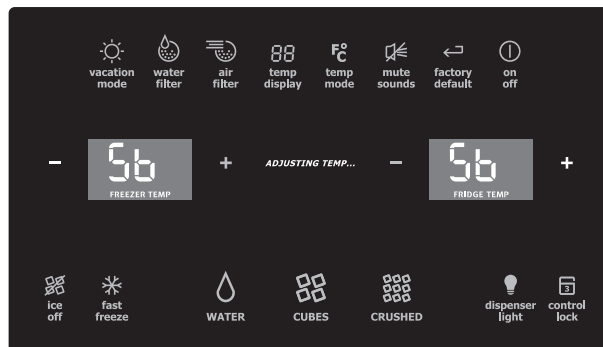 88 F° C
vacation mode water filter air filter temp display temp mode mute sounds factory default on off
- Sb + ADJUSTING TEMP... - Sb +
FREEZER TEMP FRIDGE TEMP
3
ice off fast freeze WATER CUBES CRUSHED dispenser light control lock